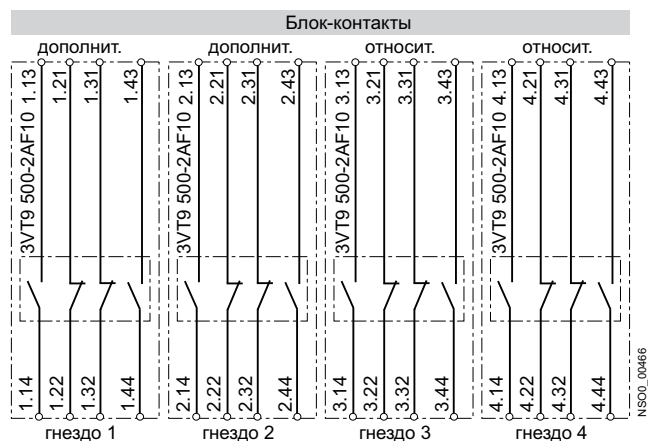 Блок-контакты
дополнит. дополнит. относит. относит.
3VT9 500-2AF10 1.13 1.21 1.31 1.43
3VT9 500-2AF10 2.13 2.21 2.31 2.43
3VT9 500-2AF10 3.13 3.21 3.31 3.43
3VT9 500-2AF10 4.13 4.21 4.31 4.43
1.14 1.22 1.32 1.44
2.14 2.22 2.32 2.44
3.14 3.22 3.32 3.44
4.14 4.22 4.32 4.44
гнездо 1 гнездо 2 гнездо 3 гнездо 4
NSO0_00466